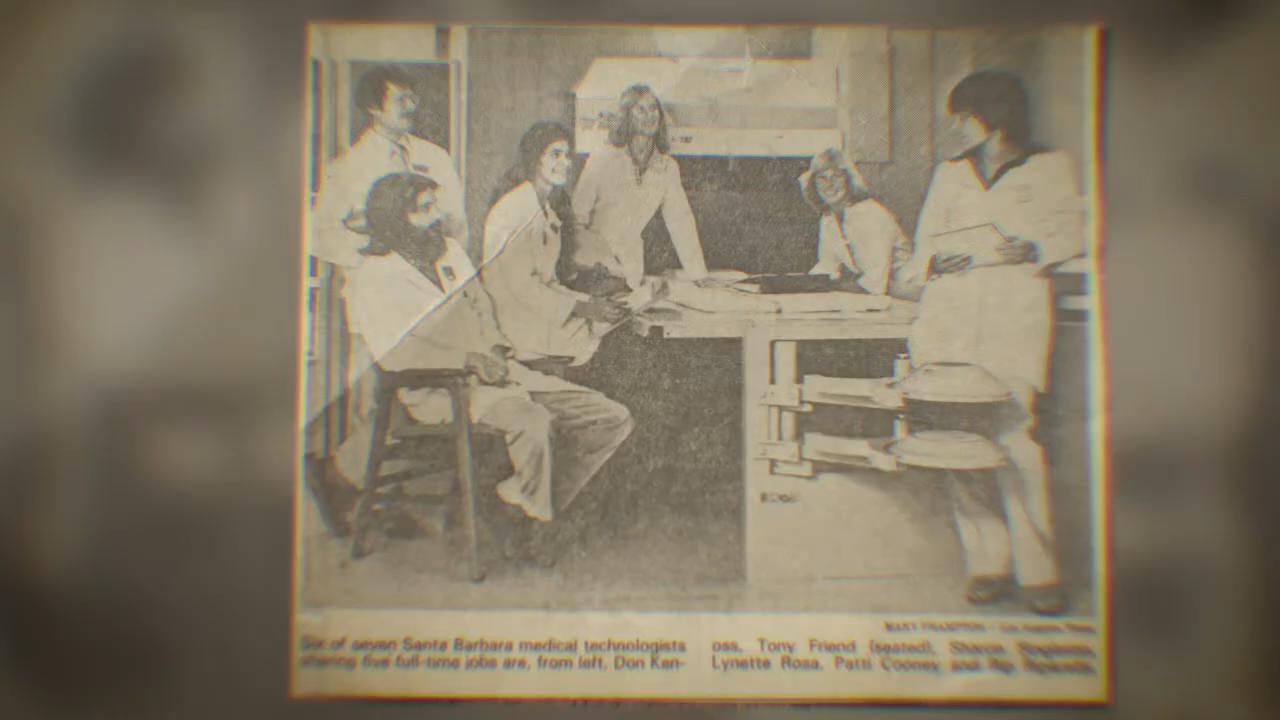 Six of seven Santa Barbara medical technologists
sharing five full-time jobs are, from left, Don Ken-
oss, Tony Friend (seated), Sharon
Lynette Rosa, Patti Cooney and